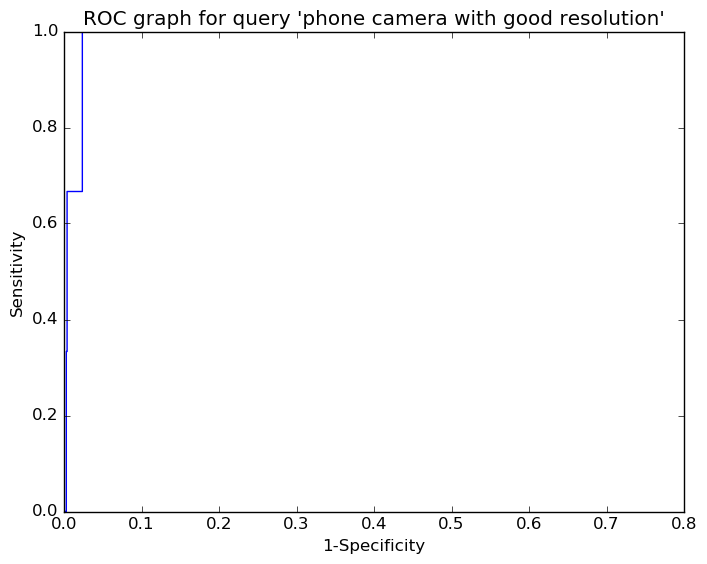 ROC graph for query 'phone camera with good resolution'
1.0
0.8
0.6
0.4
0.2
0.0
Sensitivity
0.0 0.1 0.2 0.3 0.4 0.5 0.6 0.7 0.8
1-Specificity